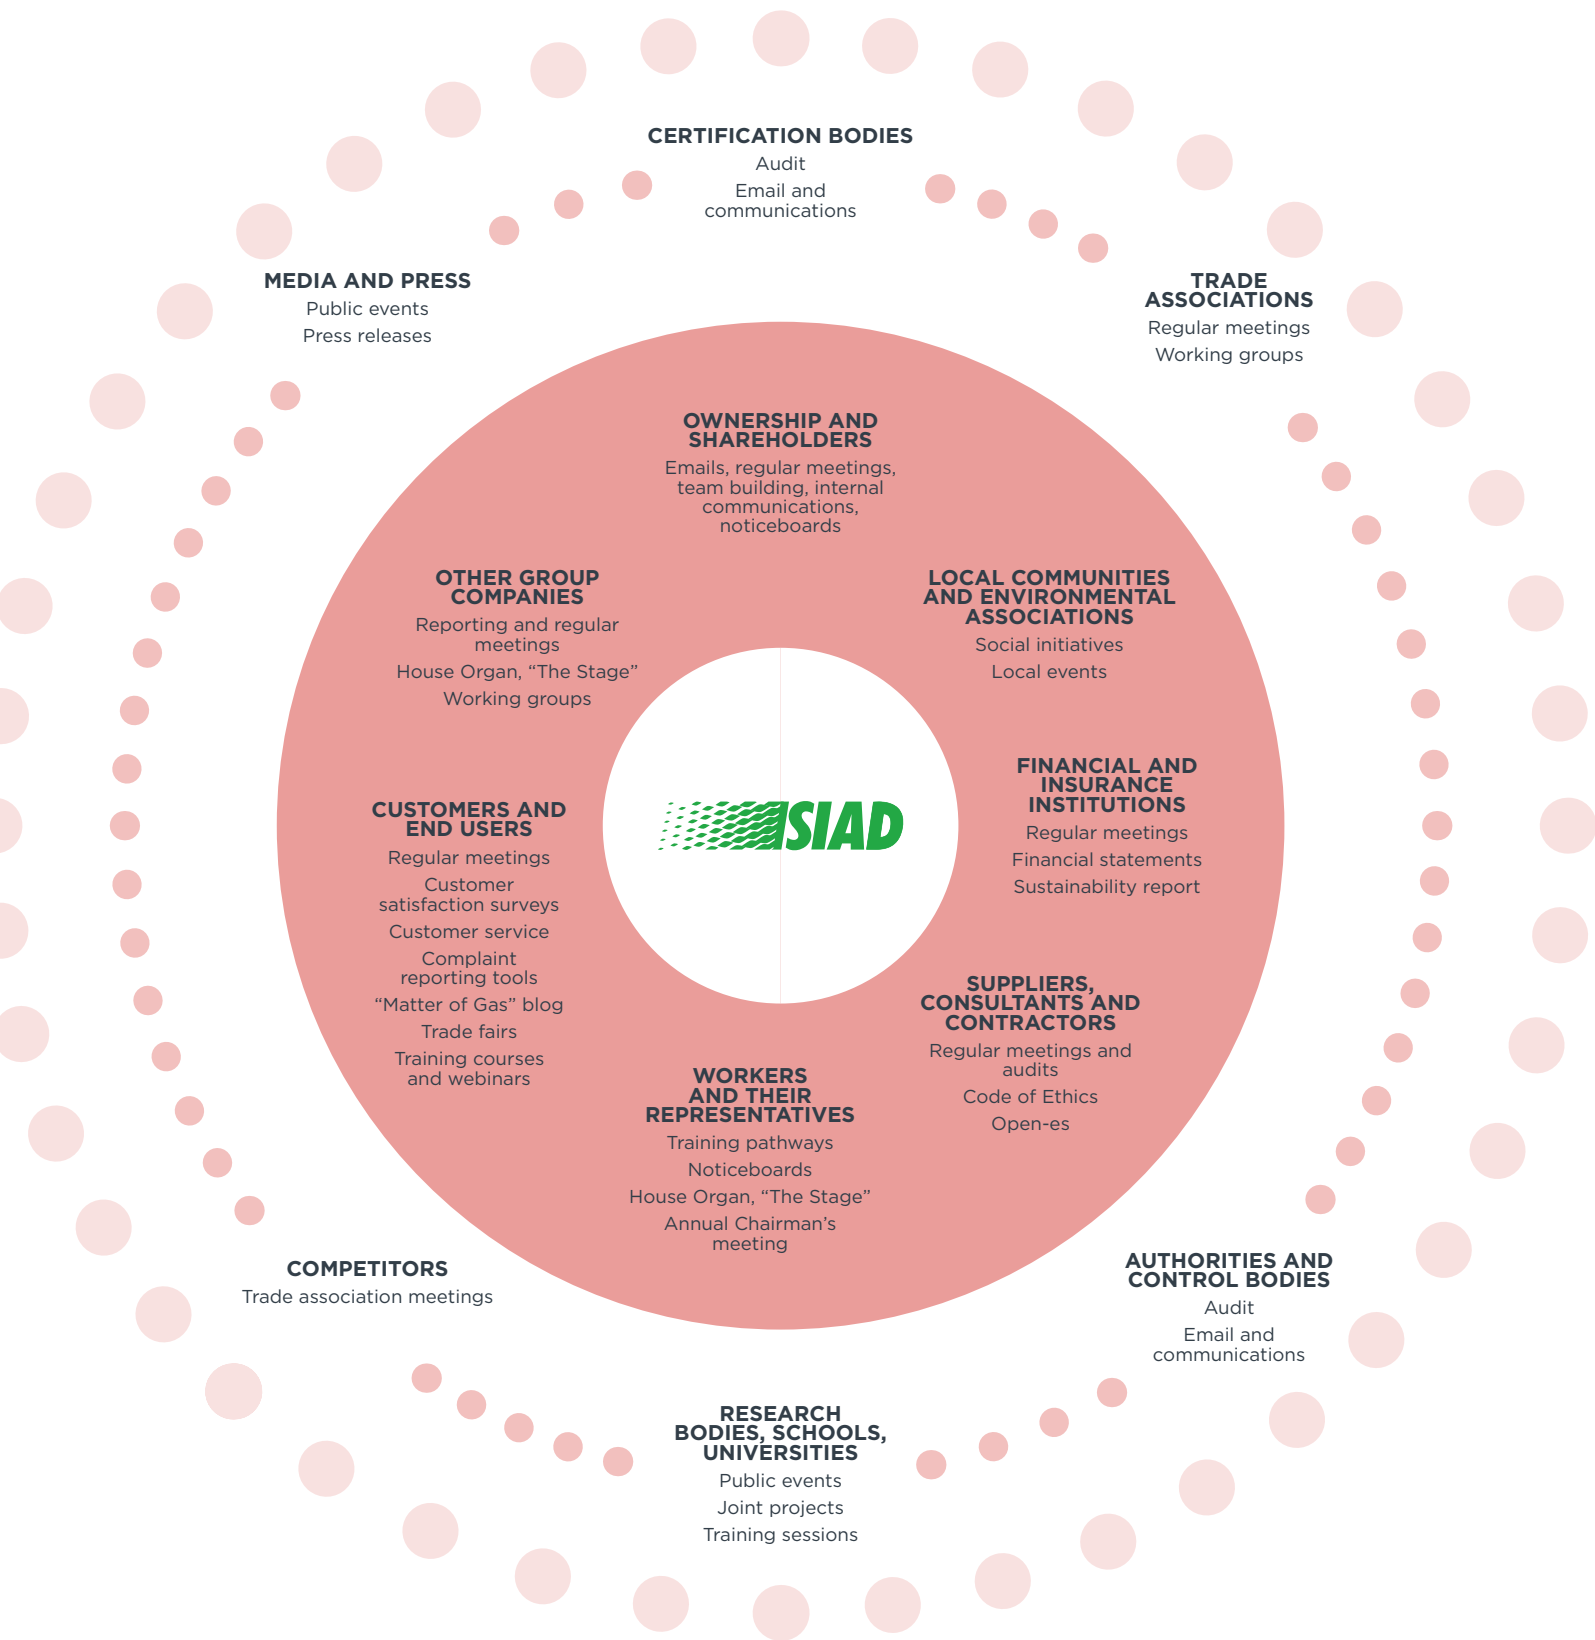 CERTIFICATION BODIES
Audit
Email and
communications
MEDIA AND PRESS
Public events
Press releases
TRADE
ASSOCIATIONS
Regular meetings
Working groups
OWNERSHIP AND
SHAREHOLDERS
Emails, regular meetings,
team building, internal
communications,
noticeboards
OTHER GROUP
COMPANIES
Reporting and regular
meetings
House Organ, “The Stage”
Working groups
LOCAL COMMUNITIES
AND ENVIRONMENTAL
ASSOCIATIONS
Social initiatives
Local events
FINANCIAL AND
INSURANCE
INSTITUTIONS
Regular meetings
Financial statements
Sustainability report
SIAD
CUSTOMERS AND
END USERS
Regular meetings
Customer
satisfaction surveys
Customer service
Complaint
reporting tools
“Matter of Gas” blog
Trade fairs
Training courses
and webinars
SUPPLIERS,
CONSULTANTS AND
CONTRACTORS
Regular meetings and
audits
Code of Ethics
Open-es
WORKERS
AND THEIR
REPRESENTATIVES
Training pathways
Noticeboards
House Organ, “The Stage”
Annual Chairman’s
meeting
COMPETITORS
Trade association meetings
AUTHORITIES AND
CONTROL BODIES
Audit
Email and
communications
RESEARCH
BODIES, SCHOOLS,
UNIVERSITIES
Public events
Joint projects
Training sessions